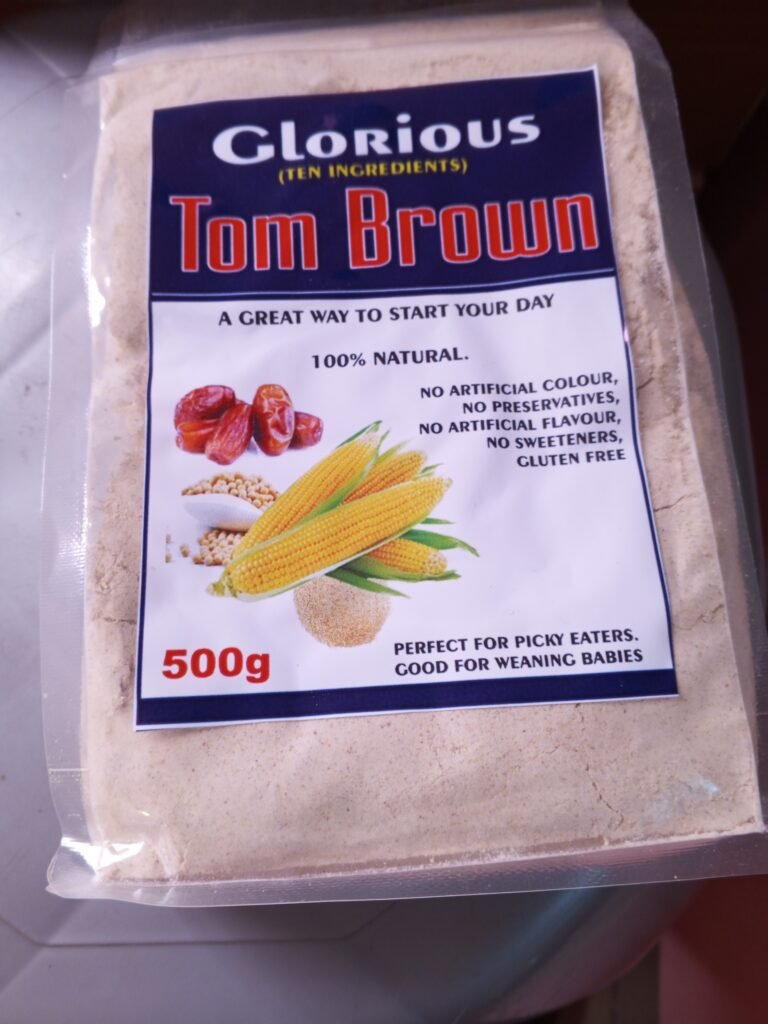 GLORiOUS
(TEN INGREDIENTS)
Tom Brown
A GREAT WAY TO START YOUR DAY
100% NATURAL.
NO ARTIFICIAL COLOUR,
NO PRESERVATIVES,
NO ARTIFICIAL FLAVOUR,
NO SWEETENERS,
GLUTEN FREE
500g
PERFECT FOR PICKY EATERS.
GOOD FOR WEANING BABIES